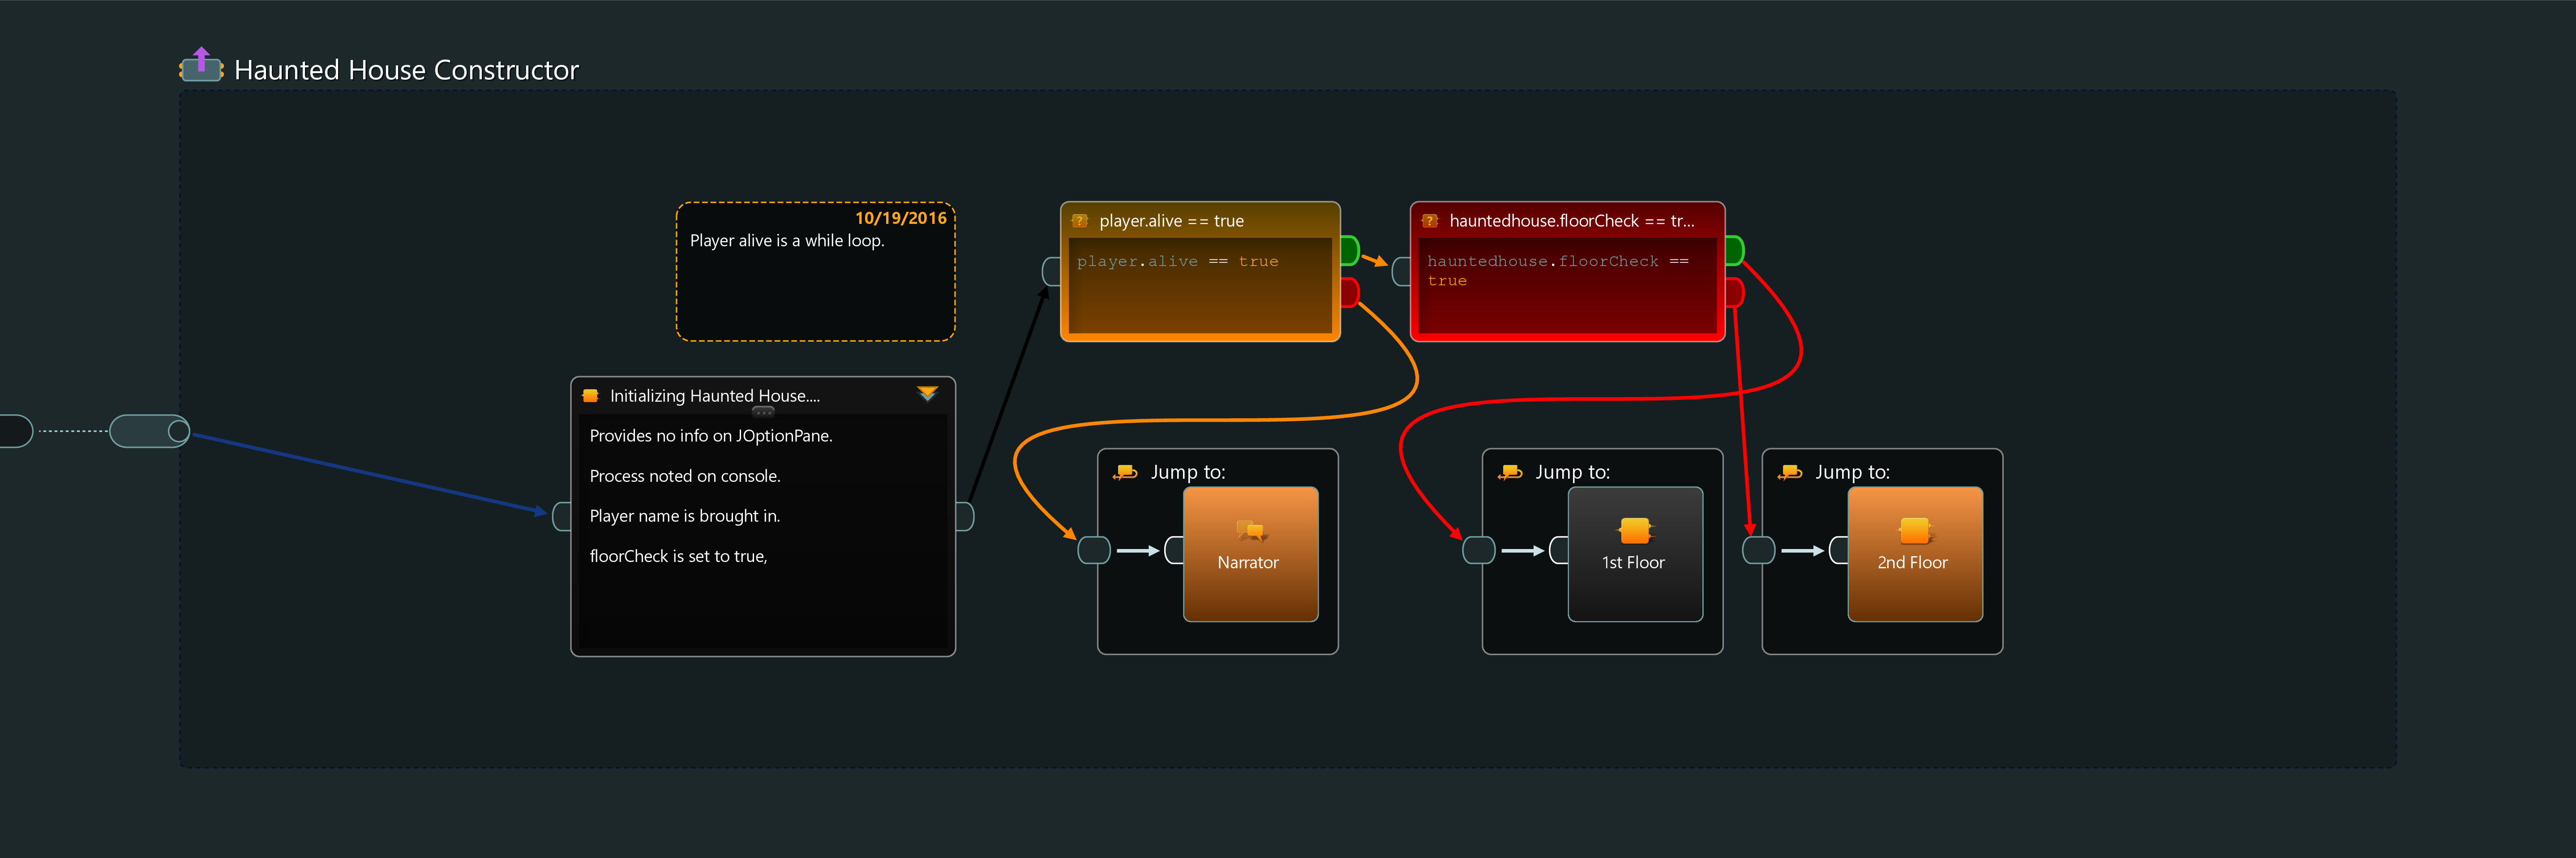 Haunted House Constructor
10/19/2016
Player alive is a while loop.
player.alive == true
player.alive == true
hauntedhouse.floorCheck == tr...
hauntedhouse.floorCheck ==
true
Initializing Haunted House....
Provides no info on JOptionPane.
Process noted on console.
Player name is brought in.
floorCheck is set to true,
Jump to:
Narrator
Jump to:
1st Floor
Jump to:
2nd Floor